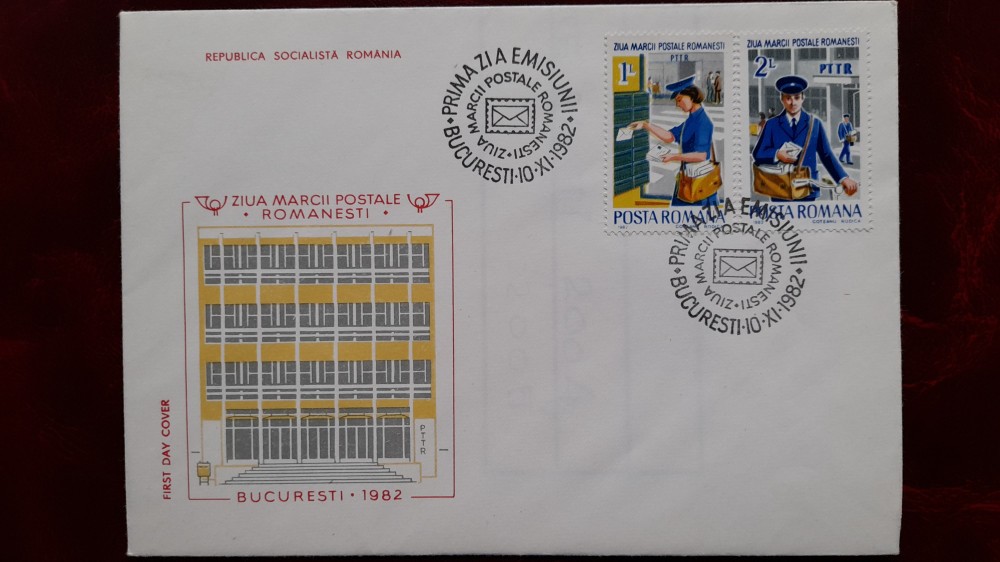 REPUBLICA SOCIALISTĂ ROMÂNIA
PRIMA ZI A EMISIUNII
ZIUA MARCII POSTALE ROMANESTI
BUCURESTI·10·XI·1982
ZIUA MARCII POSTALE ROMANESTI
1L
PTTR
POSTA ROMANA
1982
ZIUA MARCII POSTALE ROMANESTI
2L
PTTR
POSTA ROMANA
1982
PRIMA ZI A EMISIUNII
ZIUA MARCII POSTALE ROMANESTI
BUCURESTI·10·XI·1982
ZIUA MARCII POSTALE
· ROMANESTI ·
PTTR
BUCURESTI · 1982
FIRST DAY COVER